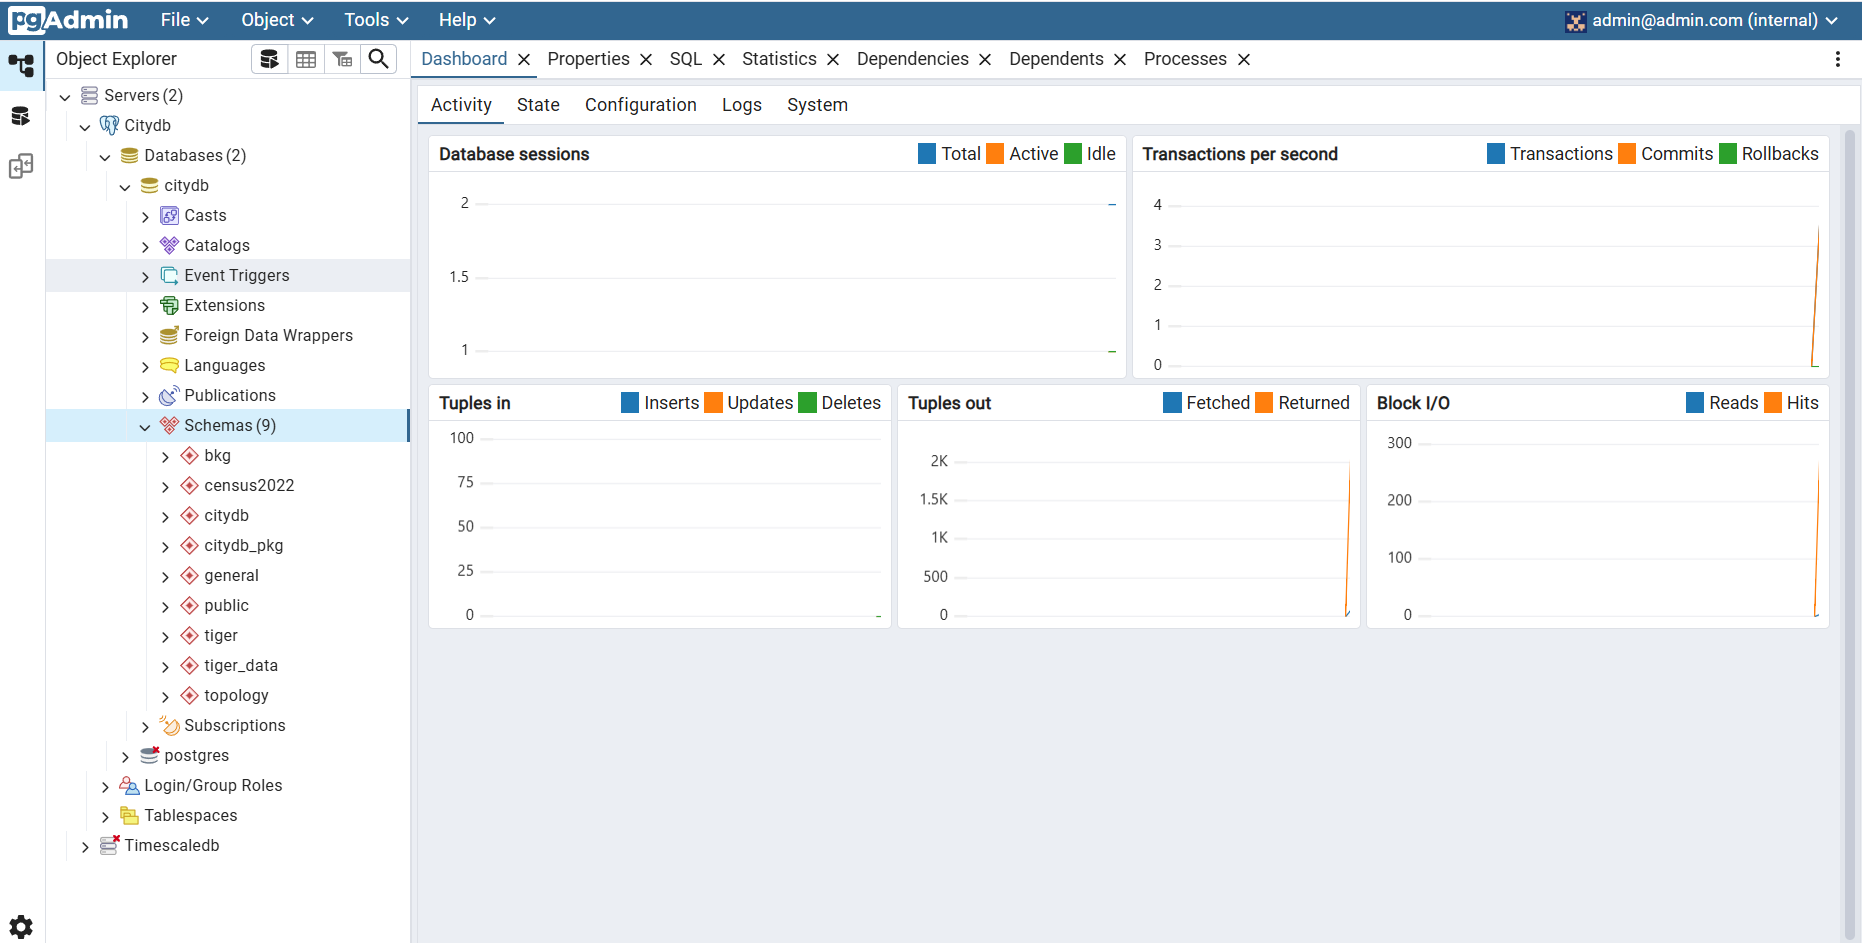 pgAdmin File Object Tools Help admin@admin.com (internal)
Object Explorer
Dashboard Properties SQL Statistics Dependencies Dependents Processes
Servers (2)
Citydb
Databases (2)
citydb
Casts
Catalogs
Event Triggers
Extensions
Foreign Data Wrappers
Languages
Publications
Schemas (9)
bkg
census2022
citydb
citydb_pkg
general
public
tiger
tiger_data
topology
Subscriptions
postgres
Login/Group Roles
Tablespaces
Timescaledb
Activity State Configuration Logs System
Database sessions Total Active Idle
2
1.5
1
Transactions per second Transactions Commits Rollbacks
4
3
2
1
0
Tuples in Inserts Updates Deletes
100
75
50
25
0
Tuples out Fetched Returned
2K
1.5K
1K
500
0
Block I/O Reads Hits
300
200
100
0